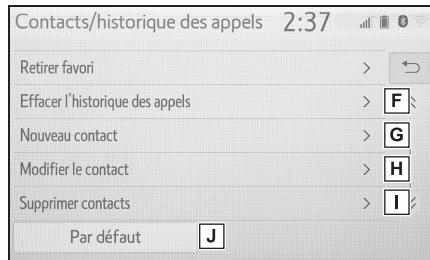 Contacts/historique des appels 2:37
Retirer favori
Effacer l'historique des appels F
Nouveau contact G
Modifier le contact H
Supprimer contacts I
Par défaut J